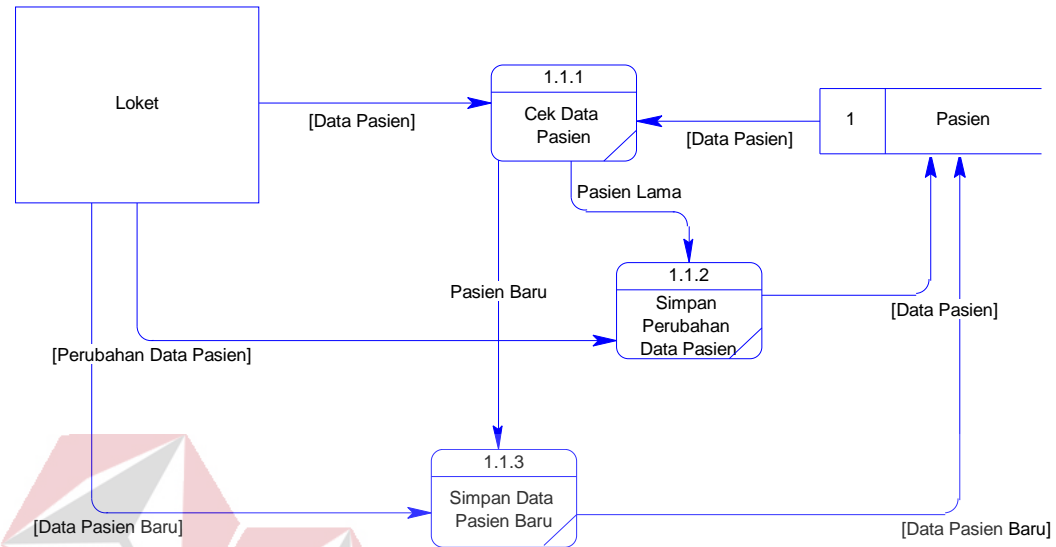 1.1.1
Loket
Cek Data
Pasien
1
Pasien
[Data Pasien]
[Data Pasien]
Pasien Lama
1.1.2
Pasien Baru
Simpan
Perubahan
Data Pasien
[Data Pasien]
[Perubahan Data Pasien]
1.1.3
Simpan Data
Pasien Baru
[Data Pasien Baru]
[Data Pasien Baru]